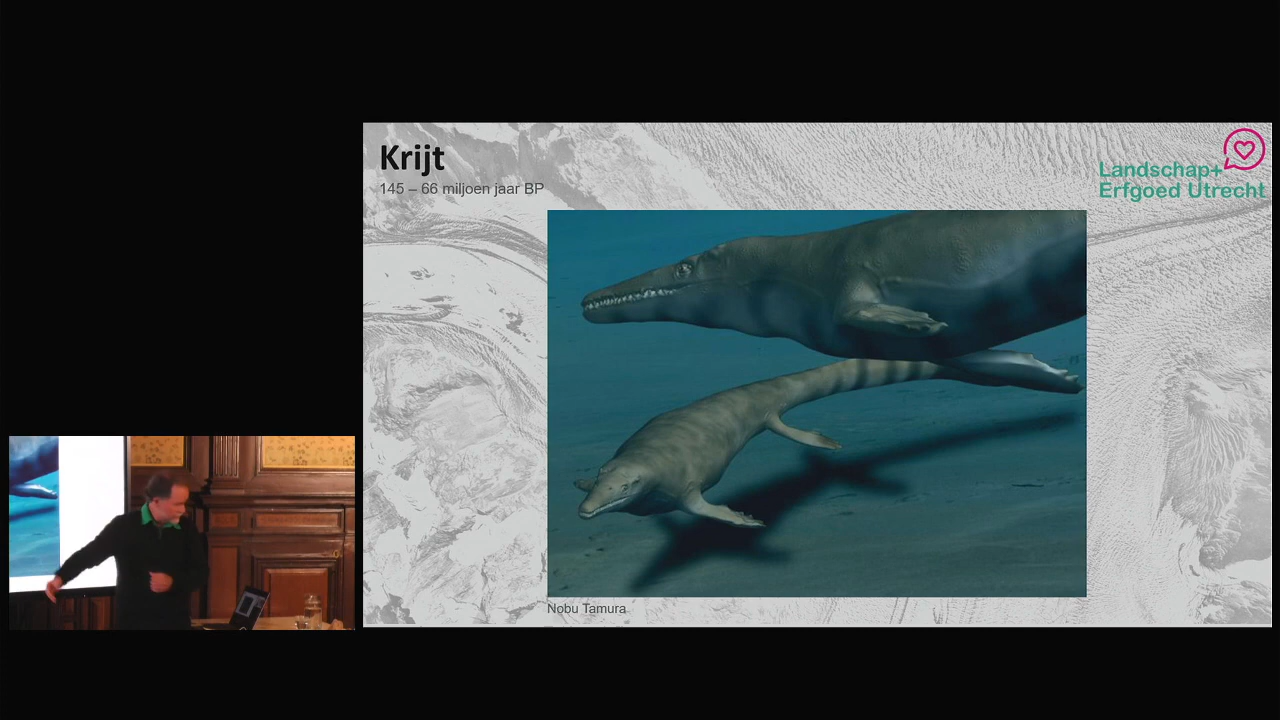 Krijt
145 – 66 miljoen jaar BP
Landschap+
Erfgoed Utrecht
Nobu Tamura